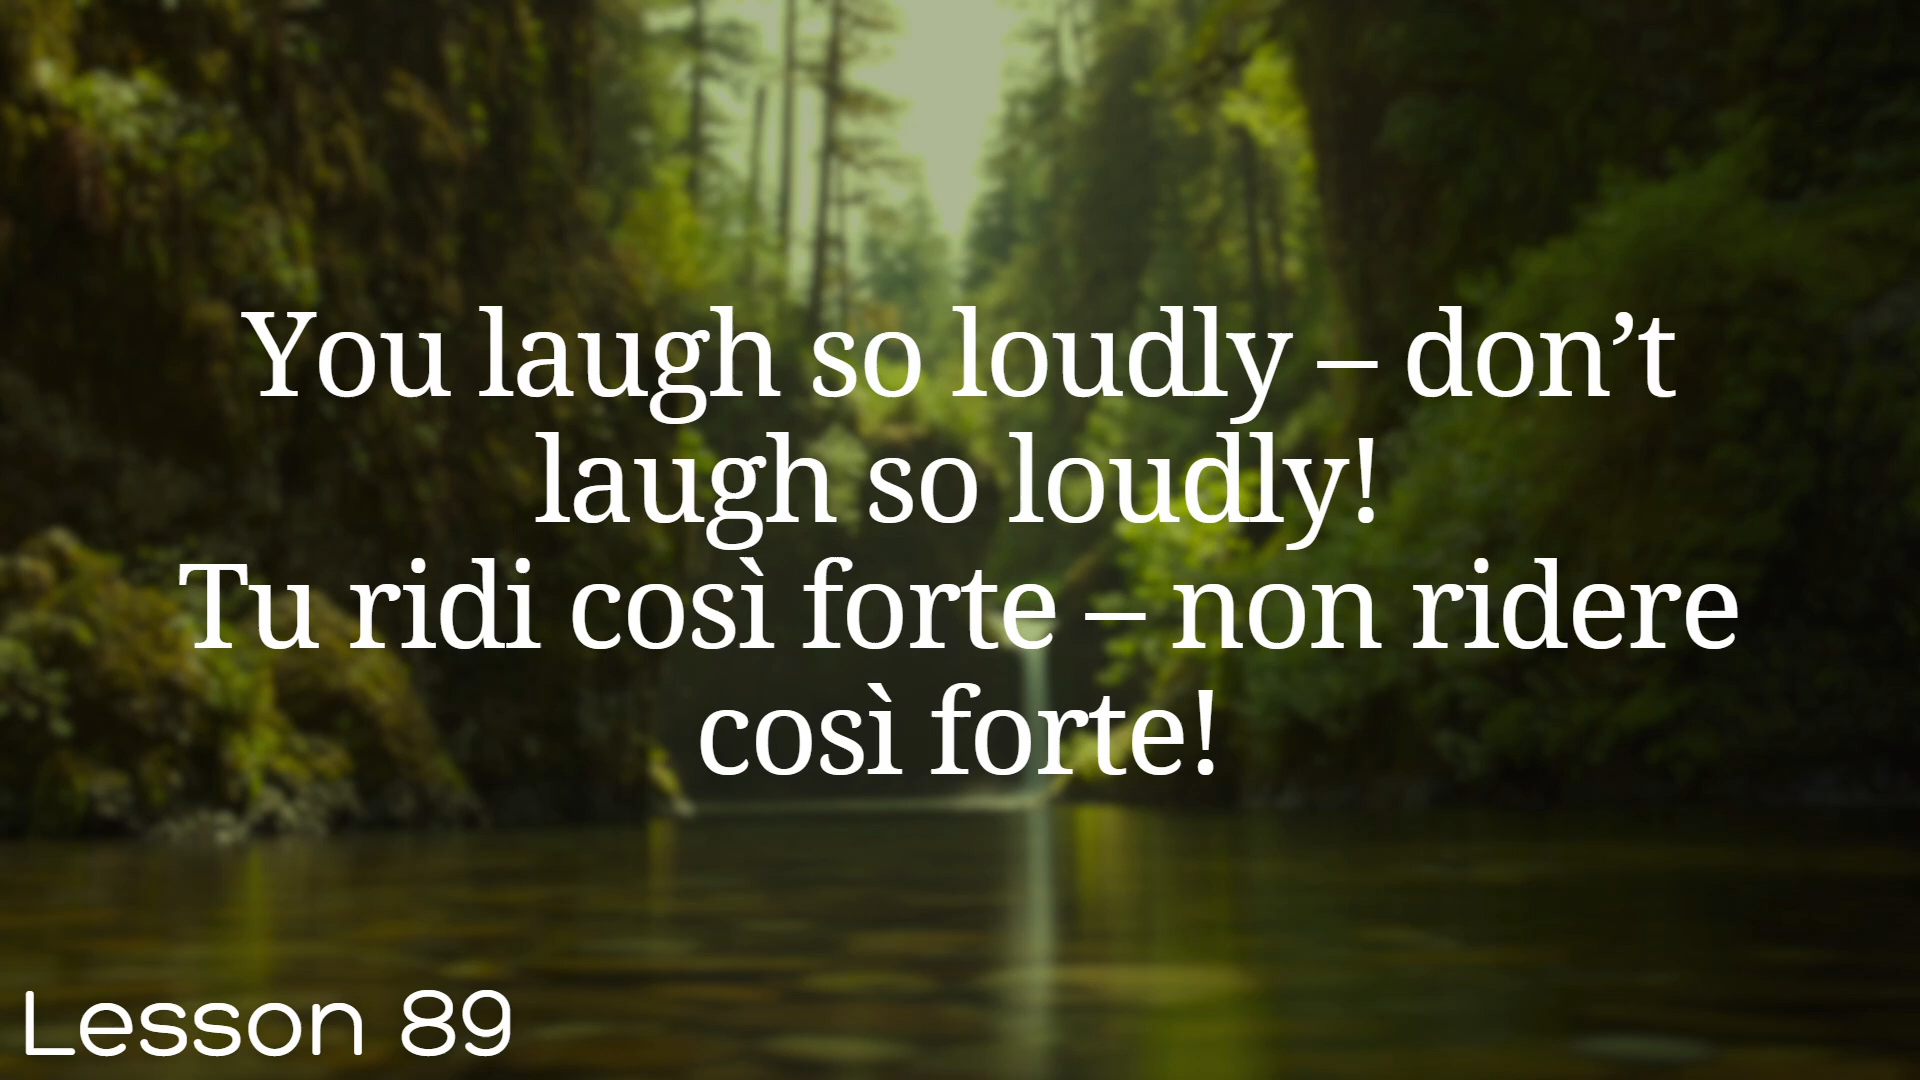 You laugh so loudly – don’t
laugh so loudly!
Tu ridi così forte – non ridere
così forte!
Lesson 89